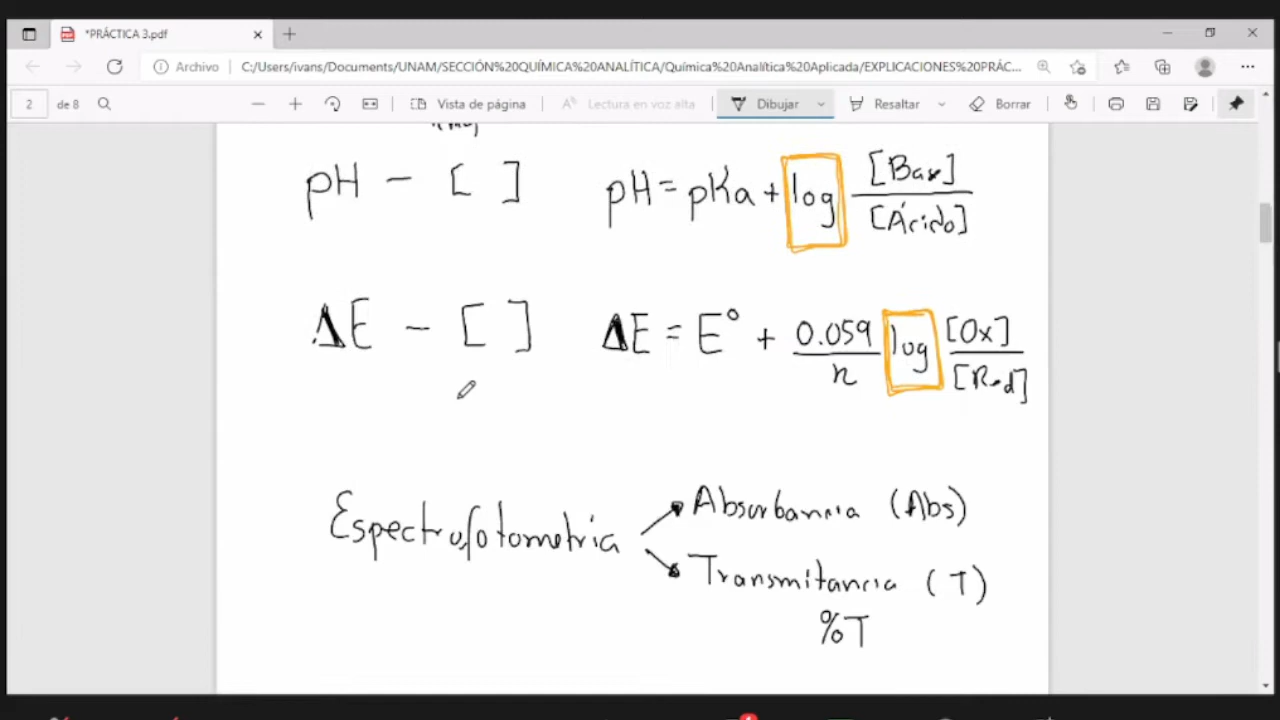 *PRÁCTICA 3.pdf
Archivo C:/Users/ivans/Documents/UNAM/SECCIÓN%20QUÍMICA%20ANALÍTICA/Química%20Analítica%20Aplicada/EXPLICACIONES%20PRÁC...
2 de 8 Vista de página Lectura en voz alta Dibujar Resaltar Borrar
pH - [ ] pH = pKa + log [Base]/[Ácido]
ΔE - [ ] ΔE = E° + 0.059/n log [Ox]/[Red]
Espectrofotometria
Absorbancia (Abs)
Transmitancia (T)
%T